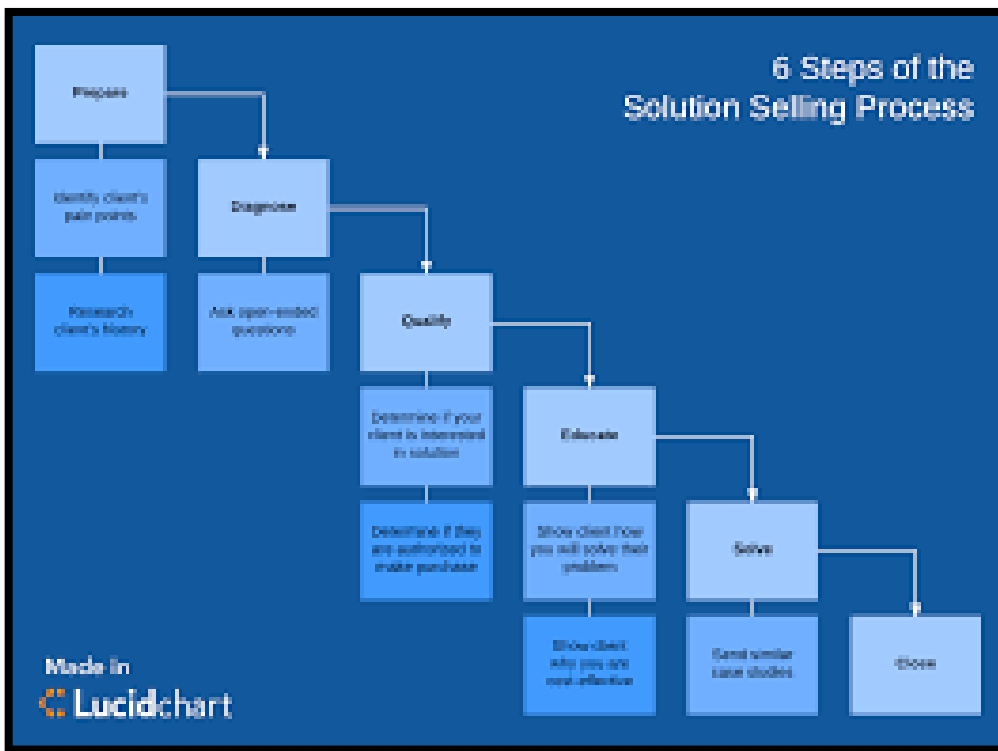 6 Steps of the
Solution Selling Process
Prepare
Identify client's
pain points
Research
client's history
Diagnose
Ask open-ended
questions
Qualify
Determine if your
client is interested
in solution
Determine if they
are authorized to
make purchase
Educate
Show client how
you will solve their
problem
Show client
why you are
cost-effective
Solve
Send similar
case studies
Close
Made in
Lucidchart